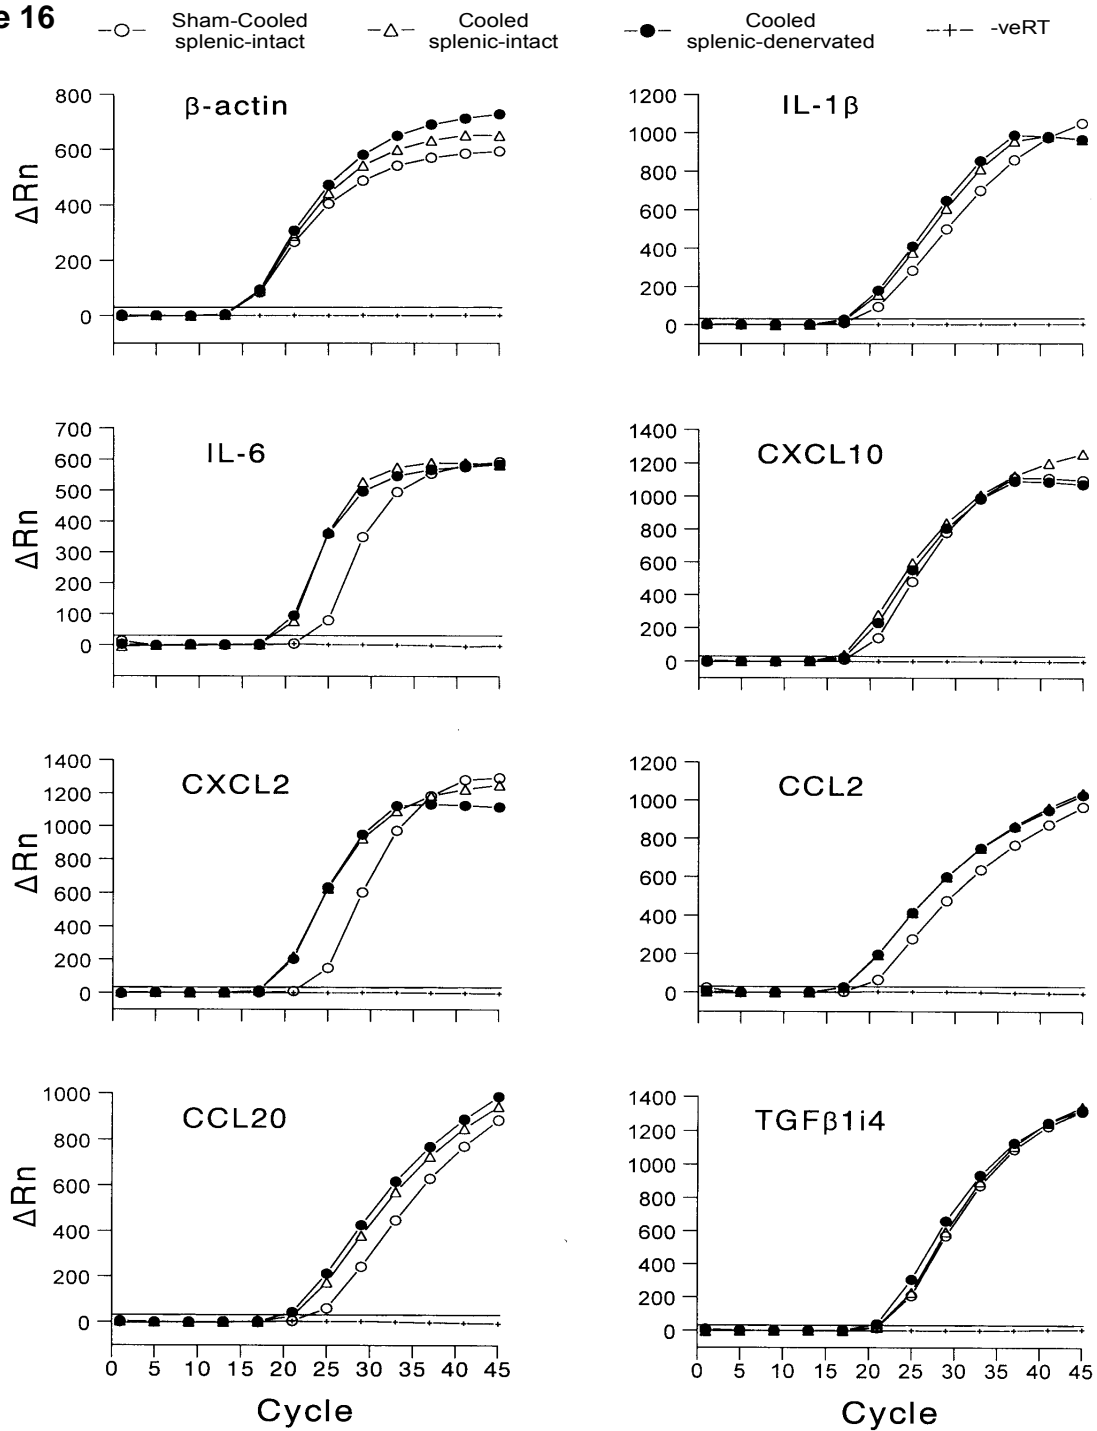 e 16
Sham-Cooled
splenic-intact
Cooled
splenic-intact
Cooled
splenic-denervated
-veRT
β-actin
800
600
400
200
0
ΔRn
IL-1β
1200
1000
800
600
400
200
0
IL-6
700
600
500
400
300
200
100
0
ΔRn
CXCL10
1400
1200
1000
800
600
400
200
0
CXCL2
1400
1200
1000
800
600
400
200
0
ΔRn
CCL2
1200
1000
800
600
400
200
0
CCL20
1000
800
600
400
200
0
ΔRn
0 5 10 15 20 25 30 35 40 45
Cycle
TGFβ1i4
1400
1200
1000
800
600
400
200
0
0 5 10 15 20 25 30 35 40 45
Cycle